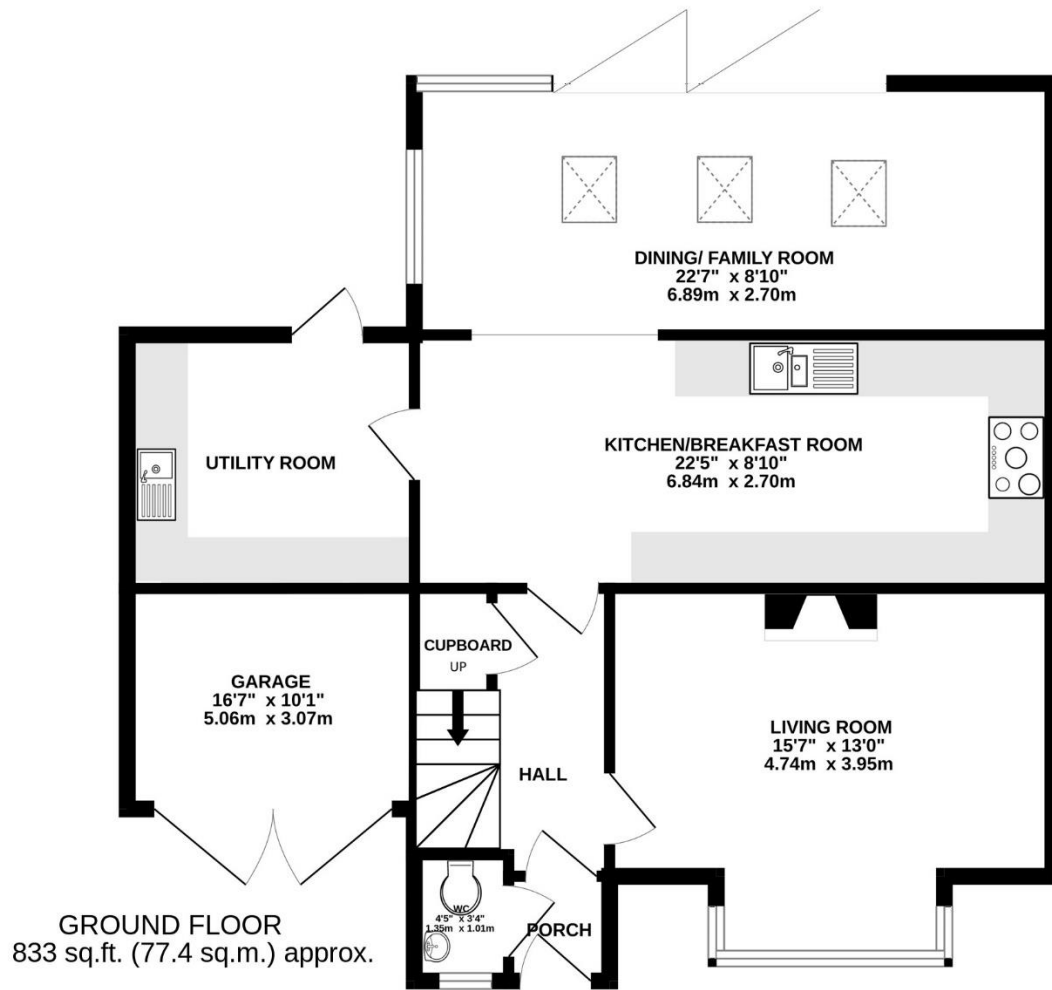 DINING/ FAMILY ROOM
22'7" x 8'10"
6.89m x 2.70m
KITCHEN/BREAKFAST ROOM
22'5" x 8'10"
6.84m x 2.70m
UTILITY ROOM
CUPBOARD
UP
GARAGE
16'7" x 10'1"
5.06m x 3.07m
LIVING ROOM
15'7" x 13'0"
4.74m x 3.95m
HALL
WC
4'5" x 3'4"
1.35m x 1.01m
PORCH
GROUND FLOOR
833 sq.ft. (77.4 sq.m.) approx.